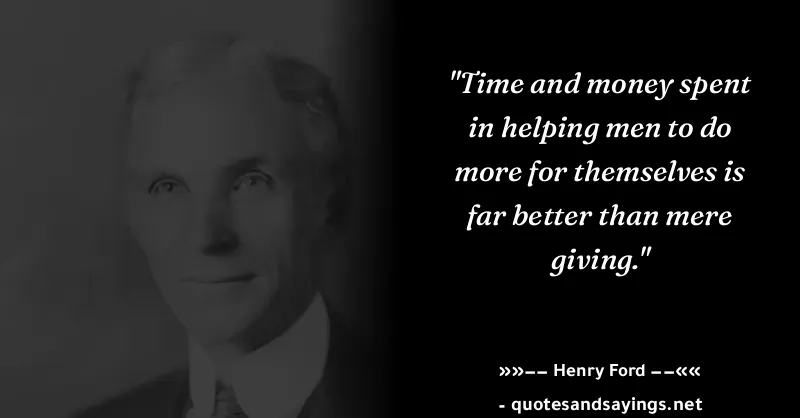 "Time and money spent
in helping men to do
more for themselves is
far better than mere
giving."
»»–– Henry Ford ––««
- quotesandsayings.net